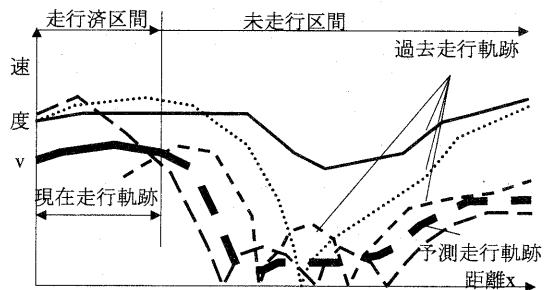 走行済区間
未走行区間
過去走行軌跡
速
度
v
現在走行軌跡
予測走行軌跡
距離x